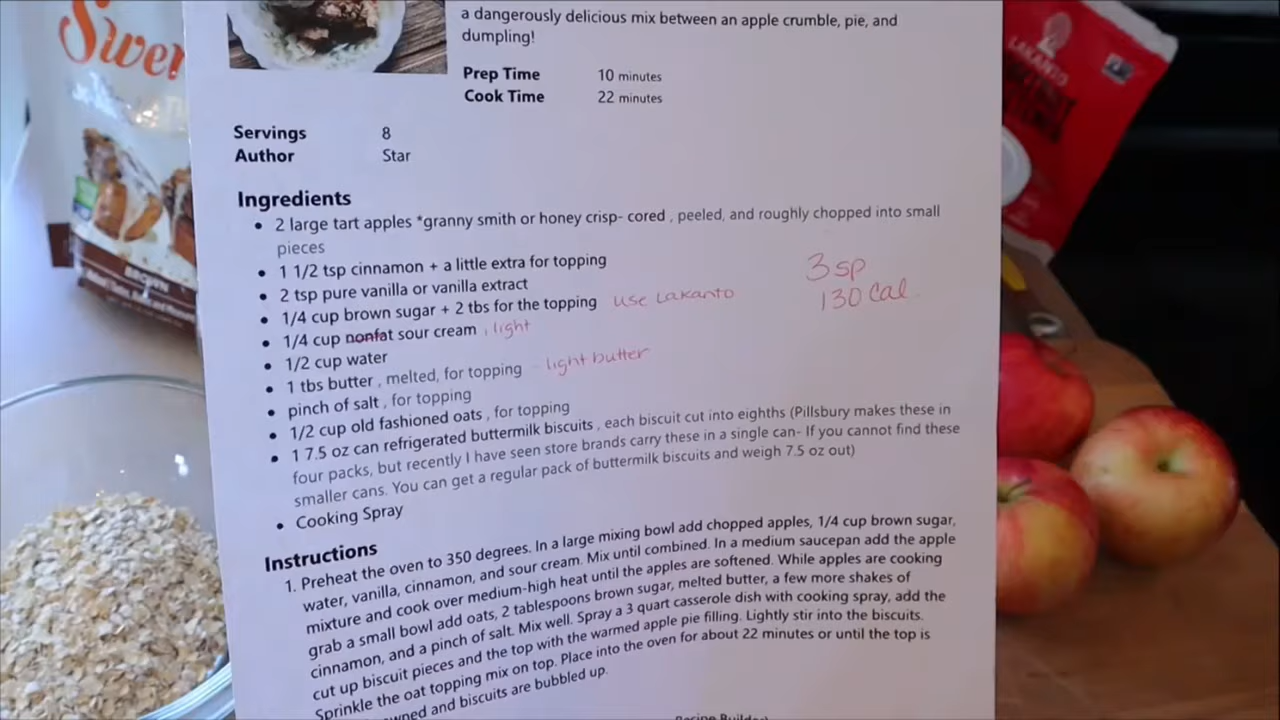 Swer
BROWN
LAKANTO
a dangerously delicious mix between an apple crumble, pie, and
dumpling!
Prep Time 10 minutes
Cook Time 22 minutes
Servings 8
Author Star
Ingredients
• 2 large tart apples *granny smith or honey crisp- cored , peeled, and roughly chopped into small
pieces
• 1 1/2 tsp cinnamon + a little extra for topping
• 2 tsp pure vanilla or vanilla extract
• 1/4 cup brown sugar + 2 tbs for the topping use Lakanto
• 1/4 cup nonfat sour cream , light
• 1/2 cup water
• 1 tbs butter , melted, for topping - light butter
• pinch of salt , for topping
• 1/2 cup old fashioned oats , for topping
• 1 7.5 oz can refrigerated buttermilk biscuits , each biscuit cut into eighths (Pillsbury makes these in
four packs, but recently I have seen store brands carry these in a single can- If you cannot find these
smaller cans. You can get a regular pack of buttermilk biscuits and weigh 7.5 oz out)
• Cooking Spray
3 sp
130 Cal
Instructions
1. Preheat the oven to 350 degrees. In a large mixing bowl add chopped apples, 1/4 cup brown sugar,
water, vanilla, cinnamon, and sour cream. Mix until combined. In a medium saucepan add the apple
mixture and cook over medium-high heat until the apples are softened. While apples are cooking
grab a small bowl add oats, 2 tablespoons brown sugar, melted butter, a few more shakes of
cinnamon, and a pinch of salt. Mix well. Spray a 3 quart casserole dish with cooking spray, add the
cut up biscuit pieces and the top with the warmed apple pie filling. Lightly stir into the biscuits.
Sprinkle the oat topping mix on top. Place into the oven for about 22 minutes or until the top is
wned and biscuits are bubbled up.